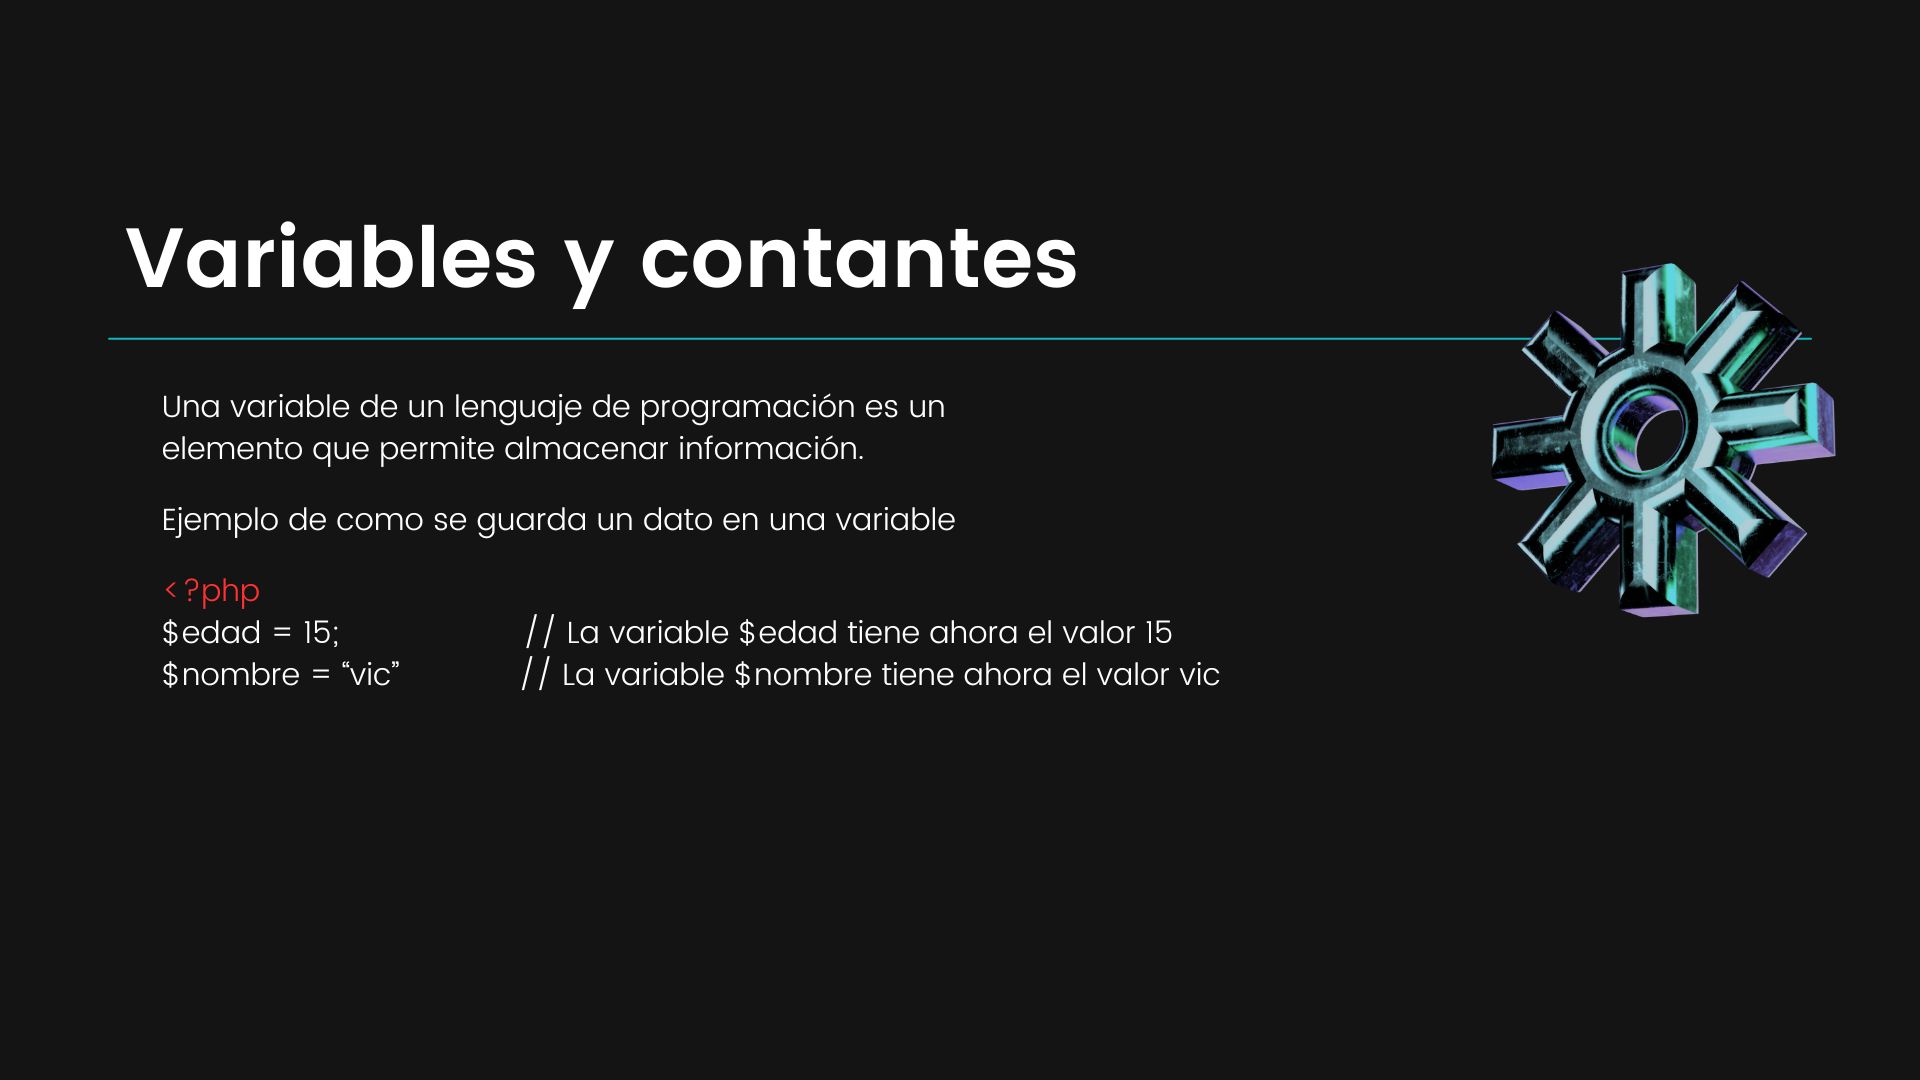 Variables y contantes
Una variable de un lenguaje de programación es un
elemento que permite almacenar información.
Ejemplo de como se guarda un dato en una variable
<?php
$edad = 15; // La variable $edad tiene ahora el valor 15
$nombre = “vic” // La variable $nombre tiene ahora el valor vic